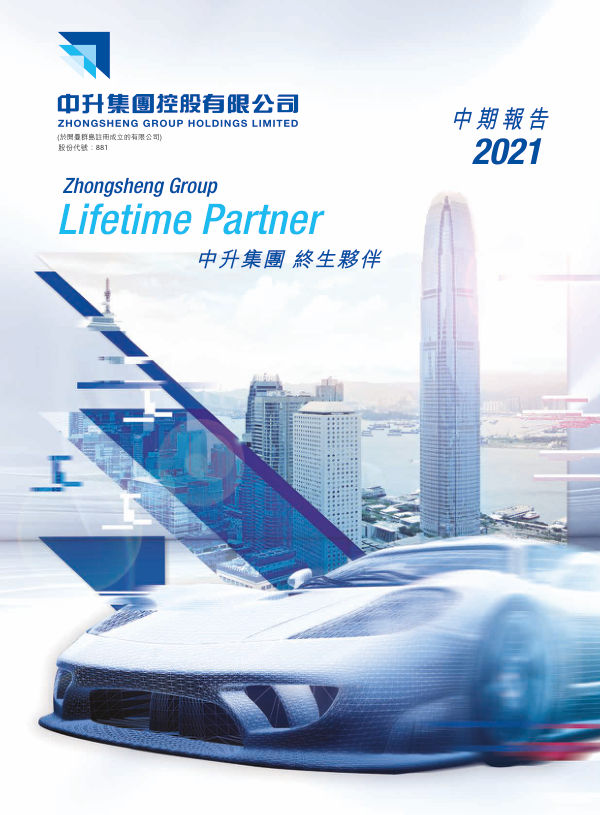 中升集團控股有限公司
ZHONGSHENG GROUP HOLDINGS LIMITED
(於開曼群島註冊成立的有限公司)
股份代號：881
中期報告
2021
Zhongsheng Group
Lifetime Partner
中升集團 終生夥伴